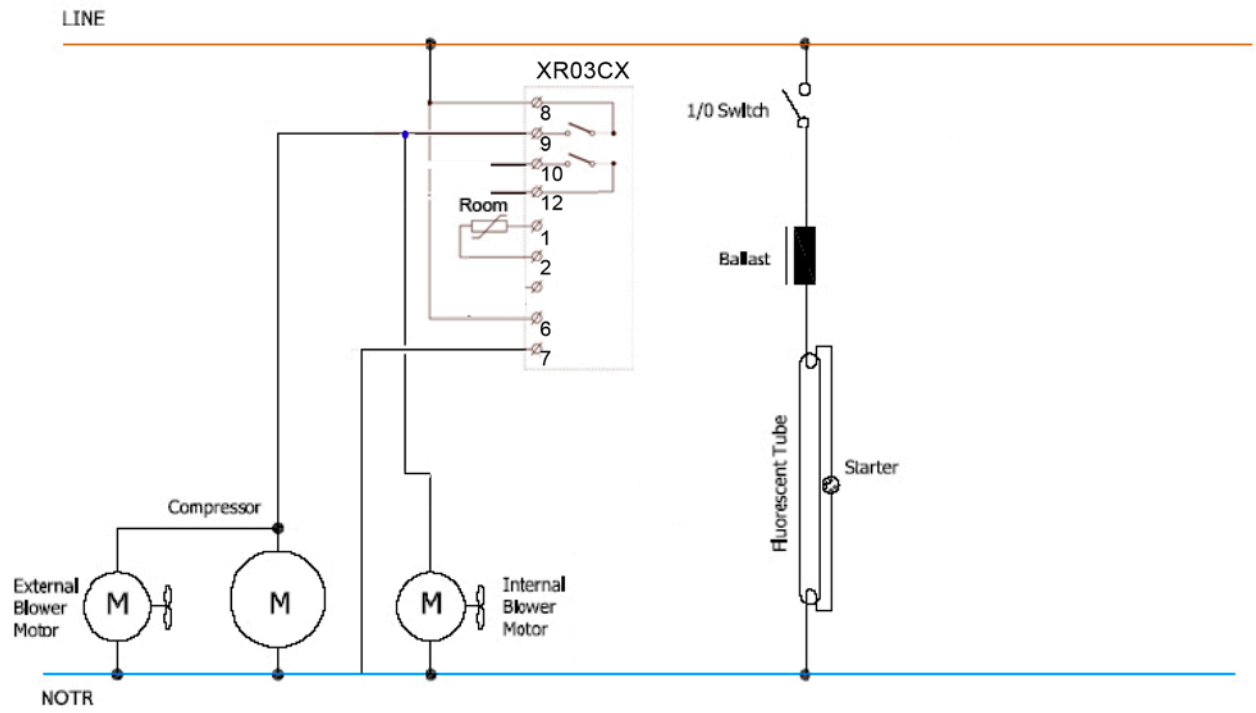 LINE
XR03CX
8
1/0 Switch
9
10
12
Room
1
2
Ballast
6
7
Fluorescent Tube
Starter
Compressor
External
Blower
Motor
M
M
M
Internal
Blower
Motor
NOTR